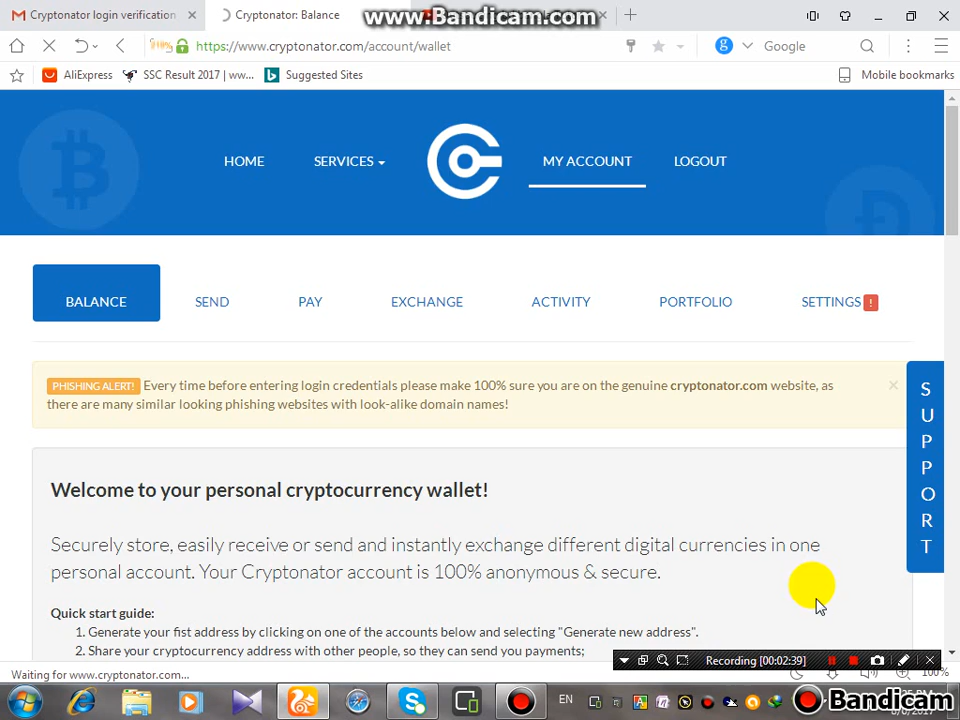 Cryptonator login verification
Cryptonator: Balance
www.Bandicam.com
https://www.cryptonator.com/account/wallet
Google
AliExpress
SSC Result 2017 | ww...
Suggested Sites
Mobile bookmarks
HOME
SERVICES
MY ACCOUNT
LOGOUT
BALANCE
SEND
PAY
EXCHANGE
ACTIVITY
PORTFOLIO
SETTINGS !
PHISHING ALERT! Every time before entering login credentials please make 100% sure you are on the genuine cryptonator.com website, as
there are many similar looking phishing websites with look-alike domain names!
SUPPORT
Welcome to your personal cryptocurrency wallet!
Securely store, easily receive or send and instantly exchange different digital currencies in one
personal account. Your Cryptonator account is 100% anonymous & secure.
Quick start guide:
1. Generate your fist address by clicking on one of the accounts below and selecting "Generate new address".
2. Share your cryptocurrency address with other people, so they can send you payments;
Recording [00:02:39]
Waiting for www.cryptonator.com...
100%
EN
Bandicam